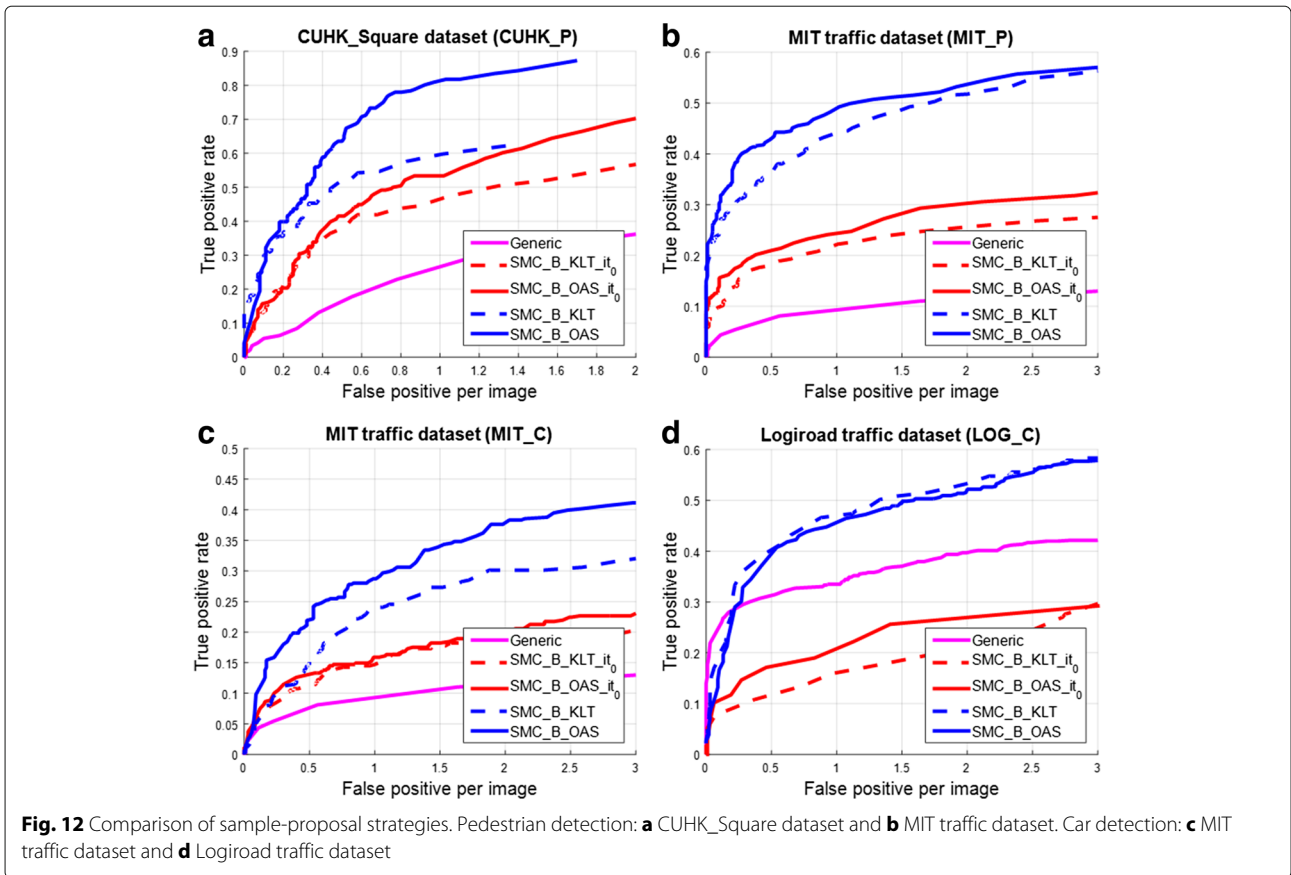 a
CUHK_Square dataset (CUHK_P)
True positive rate
0.9
0.8
0.7
0.6
0.5
0.4
0.3
0.2
0.1
0
0 0.2 0.4 0.6 0.8 1 1.2 1.4 1.6 1.8 2
False positive per image
Generic
SMC_B_KLT_it0
SMC_B_OAS_it0
SMC_B_KLT
SMC_B_OAS
b
MIT traffic dataset (MIT_P)
True positive rate
0.6
0.5
0.4
0.3
0.2
0.1
0
0 0.5 1 1.5 2 2.5 3
False positive per image
Generic
SMC_B_KLT_it0
SMC_B_OAS_it0
SMC_B_KLT
SMC_B_OAS
c
MIT traffic dataset (MIT_C)
True positive rate
0.5
0.45
0.4
0.35
0.3
0.25
0.2
0.15
0.1
0.05
0
0 0.5 1 1.5 2 2.5 3
False positive per image
Generic
SMC_B_KLT_it0
SMC_B_OAS_it0
SMC_B_KLT
SMC_B_OAS
d
Logiroad traffic dataset (LOG_C)
True positive rate
0.6
0.5
0.4
0.3
0.2
0.1
0
0 0.5 1 1.5 2 2.5 3
False positive per image
Generic
SMC_B_KLT_it0
SMC_B_OAS_it0
SMC_B_KLT
SMC_B_OAS
Fig. 12 Comparison of sample-proposal strategies. Pedestrian detection: a CUHK_Square dataset and b MIT traffic dataset. Car detection: c MIT
traffic dataset and d Logiroad traffic dataset